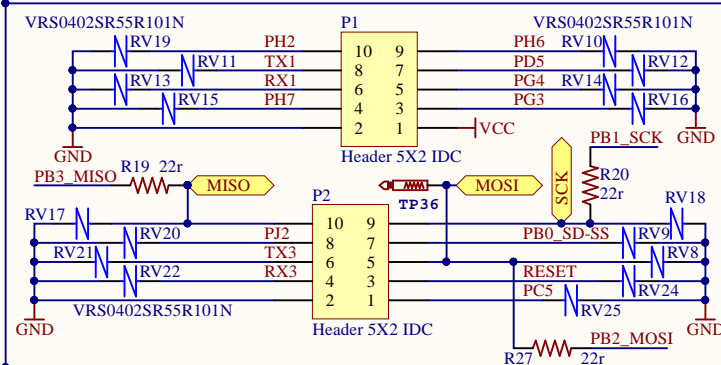 VRS0402SR55R101N P1 VRS0402SR55R101N
RV19 PH2 10 9 PH6 RV10
RV11 TX1 8 7 PD5 RV12
RV13 RX1 6 5 PG4 RV14
RV15 PH7 4 3 PG3 RV16
2 1 VCC
GND Header 5X2 IDC GND
PB1_SCK
PB3_MISO R19 22r MISO MOSI SCK R20 22r
TP36
P2
RV17 10 9 RV18
RV20 PJ2 8 7 PB0_SD-SS RV9
RV21 TX3 6 5 RV8
RV22 RX3 4 3 RESET RV24
2 1 PC5 RV25
VRS0402SR55R101N
GND Header 5X2 IDC GND
R27 22r PB2_MOSI